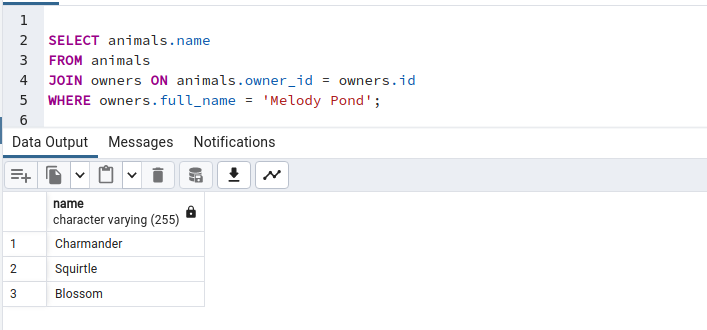 1
2 SELECT animals.name
3 FROM animals
4 JOIN owners ON animals.owner_id = owners.id
5 WHERE owners.full_name = 'Melody Pond';
6
Data Output Messages Notifications
name
character varying (255)
1 Charmander
2 Squirtle
3 Blossom